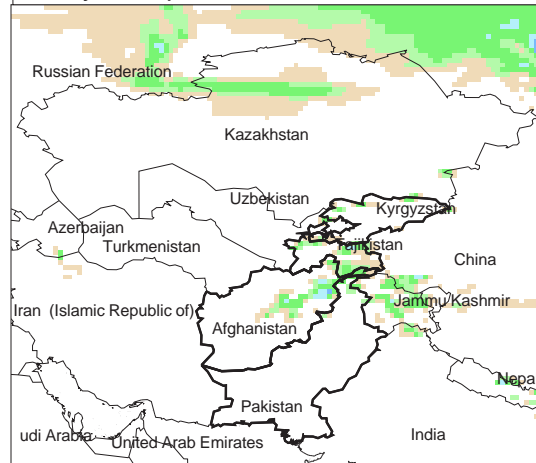 Russian Federation
Kazakhstan
Uzbekistan
Kyrgyzstan
Azerbaijan
Turkmenistan
Tajikistan
China
Iran (Islamic Republic of)
Jammu/Kashmir
Afghanistan
Nepa
Pakistan
udi Arabia
United Arab Emirates
India